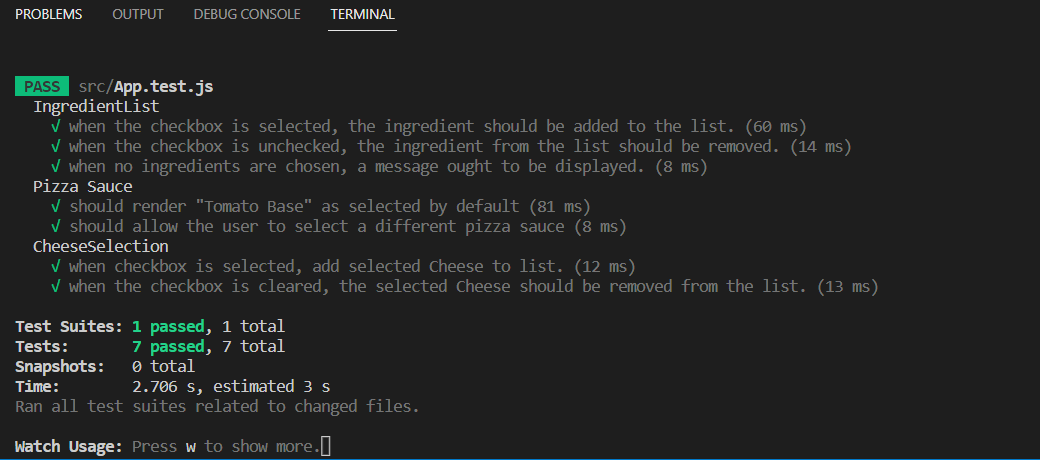 PROBLEMS OUTPUT DEBUG CONSOLE TERMINAL
PASS src/App.test.js
IngredientList
√ when the checkbox is selected, the ingredient should be added to the list. (60 ms)
√ when the checkbox is unchecked, the ingredient from the list should be removed. (14 ms)
√ when no ingredients are chosen, a message ought to be displayed. (8 ms)
Pizza Sauce
√ should render "Tomato Base" as selected by default (81 ms)
√ should allow the user to select a different pizza sauce (8 ms)
CheeseSelection
√ when checkbox is selected, add selected Cheese to list. (12 ms)
√ when the checkbox is cleared, the selected Cheese should be removed from the list. (13 ms)
Test Suites: 1 passed, 1 total
Tests: 7 passed, 7 total
Snapshots: 0 total
Time: 2.706 s, estimated 3 s
Ran all test suites related to changed files.
Watch Usage: Press w to show more.